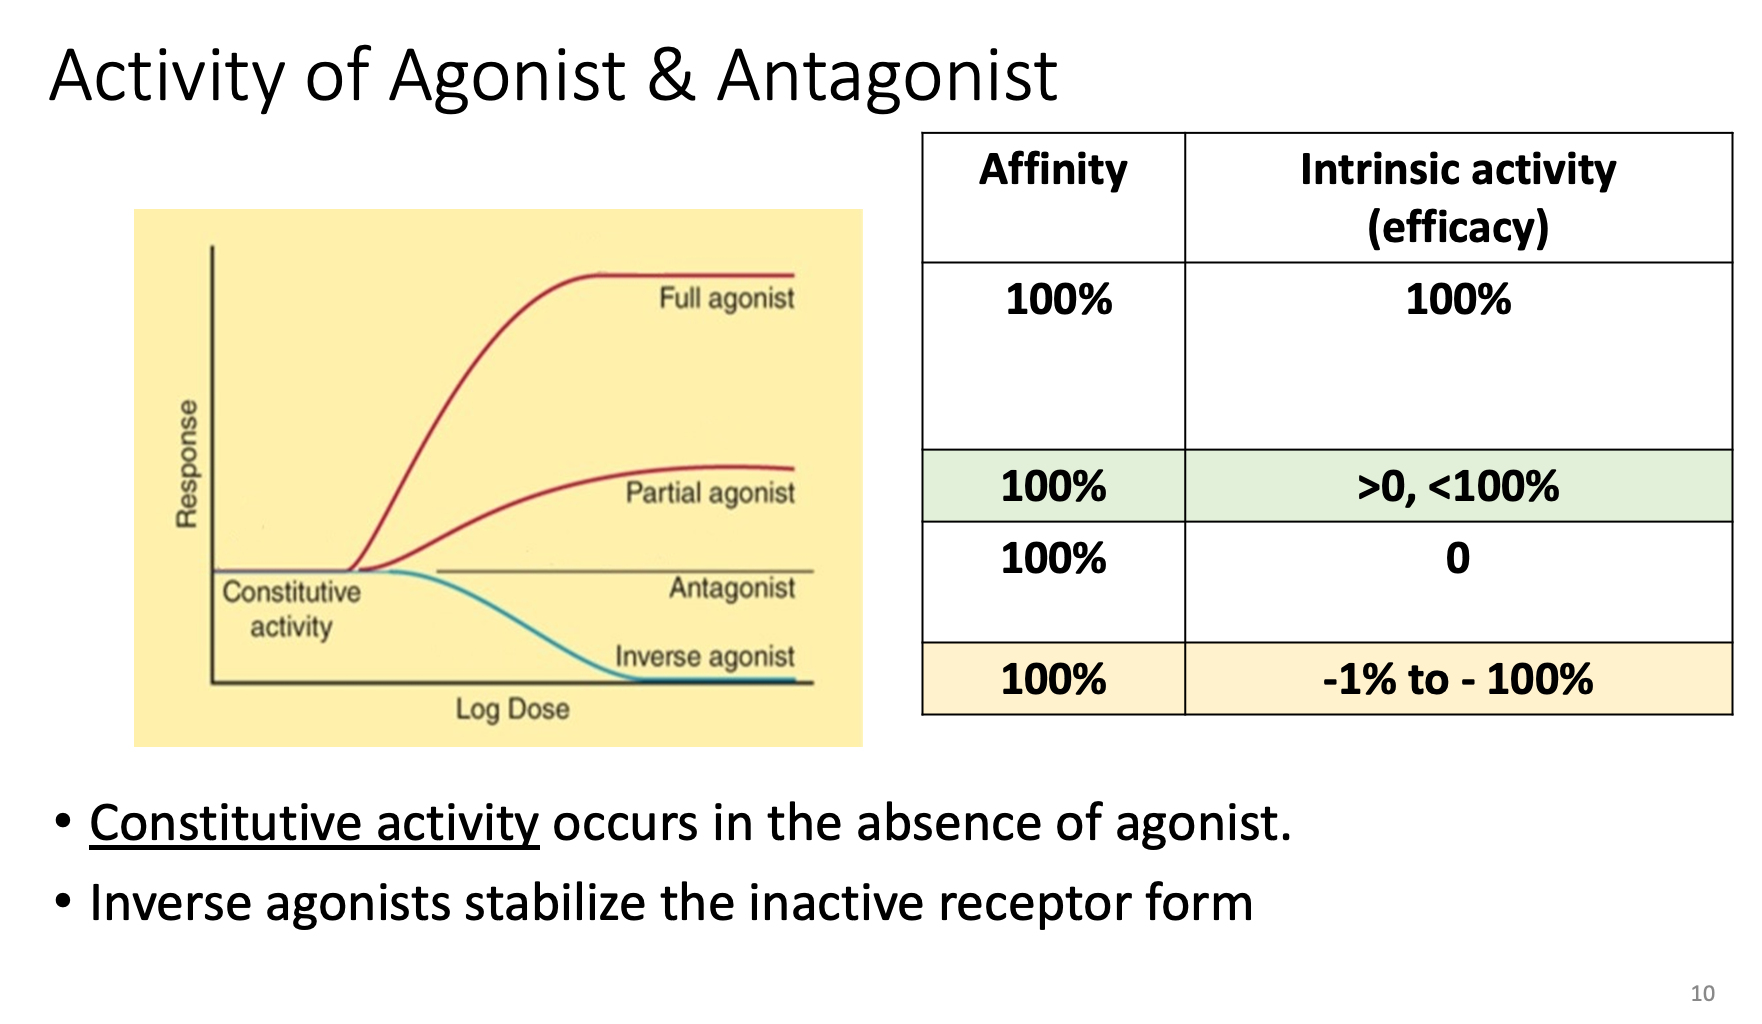 Activity of Agonist & Antagonist
Response
Full agonist
Partial agonist
Constitutive
activity
Antagonist
Inverse agonist
Log Dose
Affinity Intrinsic activity
(efficacy)
100% 100%
100% >0, <100%
100% 0
100% -1% to - 100%
• Constitutive activity occurs in the absence of agonist.
• Inverse agonists stabilize the inactive receptor form
10